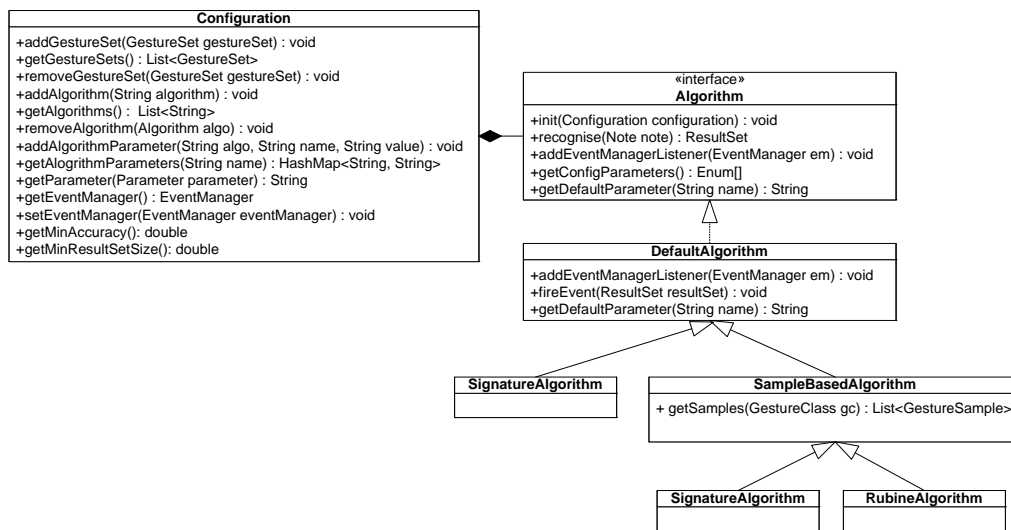 Configuration
+addGestureSet(GestureSet gestureSet) : void
+getGestureSets() : List<GestureSet>
+removeGestureSet(GestureSet gestureSet) : void
+addAlgorithm(String algorithm) : void
+getAlgorithms() :  List<String>
+removeAlgorithm(Algorithm algo) : void
+addAlgorithmParameter(String algo, String name, String value) : void
+getAlogrithmParameters(String name) : HashMap<String, String>
+getParameter(Parameter parameter) : String
+getEventManager() : EventManager
+setEventManager(EventManager eventManager) : void
+getMinAccuracy(): double
+getMinResultSetSize(): double
«interface»
Algorithm
+init(Configuration configuration) : void
+recognise(Note note) : ResultSet
+addEventManagerListener(EventManager em) : void
+getConfigParameters() : Enum[]
+getDefaultParameter(String name) : String
DefaultAlgorithm
+addEventManagerListener(EventManager em) : void
+fireEvent(ResultSet resultSet) : void
+getDefaultParameter(String name) : String
SignatureAlgorithm
SampleBasedAlgorithm
+ getSamples(GestureClass gc) : List<GestureSample>
SignatureAlgorithm
RubineAlgorithm